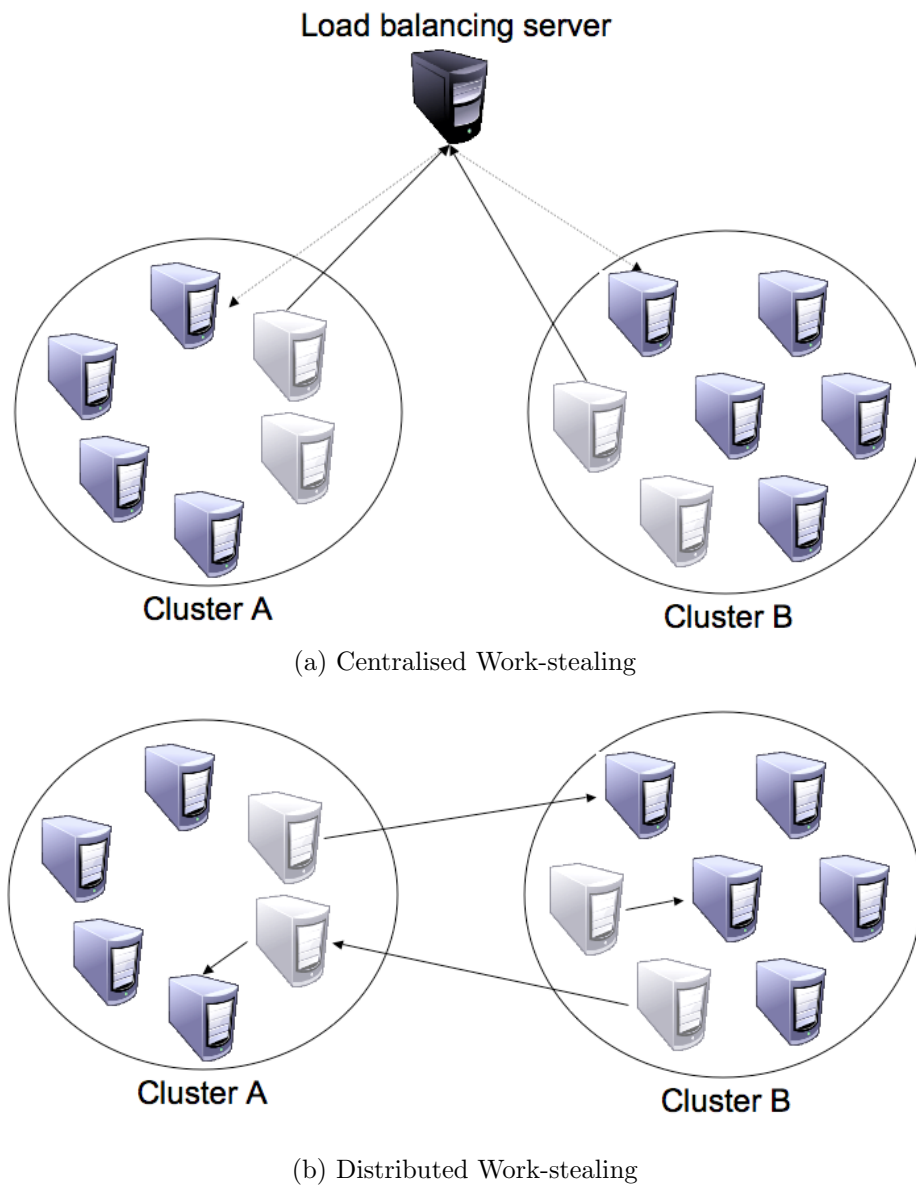 Load balancing server
Cluster A
Cluster B
(a) Centralised Work-stealing
Cluster A
Cluster B
(b) Distributed Work-stealing